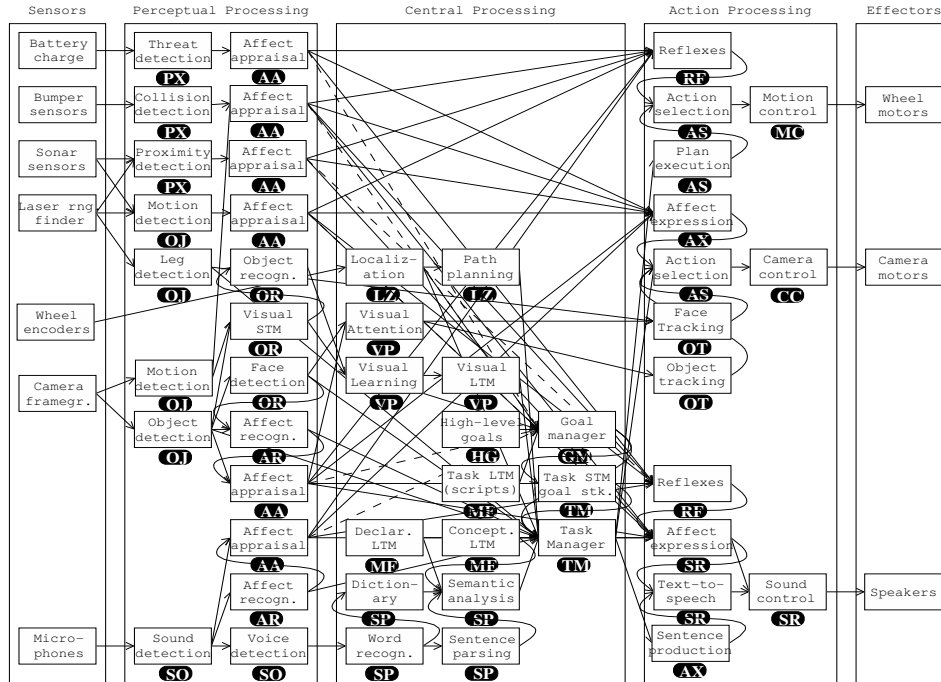 Sensors
Perceptual Processing
Central Processing
Action Processing
Effectors
Battery
charge
Bumper
sensors
Sonar
sensors
Laser rng.
finder
Wheel
encoders
Camera
framegr.
Micro-
phones
Threat
detection
PX
Collision
detection
PX
Proximity
detection
PX
Motion
detection
OJ
Leg
detection
OJ
Motion
detection
OJ
Object
detection
OJ
Sound
detection
SO
Affect
appraisal
AA
Affect
appraisal
AA
Affect
appraisal
AA
Affect
appraisal
AA
Object
recogn.
OR
Visual
STM
OR
Face
detection
OR
Affect
recogn.
AR
Affect
appraisal
AA
Affect
appraisal
AA
Affect
recogn.
AR
Voice
detection
SO
Localiz-
ation
LZ
Visual
Attention
VP
Visual
Learning
VP
Declar.
LTM
MF
Diction-
ary
SP
Word
recogn.
SP
Path
planning
LZ
Visual
LTM
VP
High-level
goals
HG
Task LTM
(scripts)
MF
Concept.
LTM
MF
Semantic
analysis
SP
Sentence
parsing
SP
Goal
manager
GM
Task STM
goal stk.
TM
Task
Manager
TM
Reflexes
RF
Action
selection
AS
Plan
execution
AS
Affect
expression
AX
Action
selection
AS
Face
Tracking
OT
Object
tracking
OT
Reflexes
RF
Affect
expression
SR
Text-to-
speech
SR
Sentence
production
AX
Motion
control
MC
Camera
control
CC
Sound
control
SR
Wheel
motors
Camera
motors
Speakers